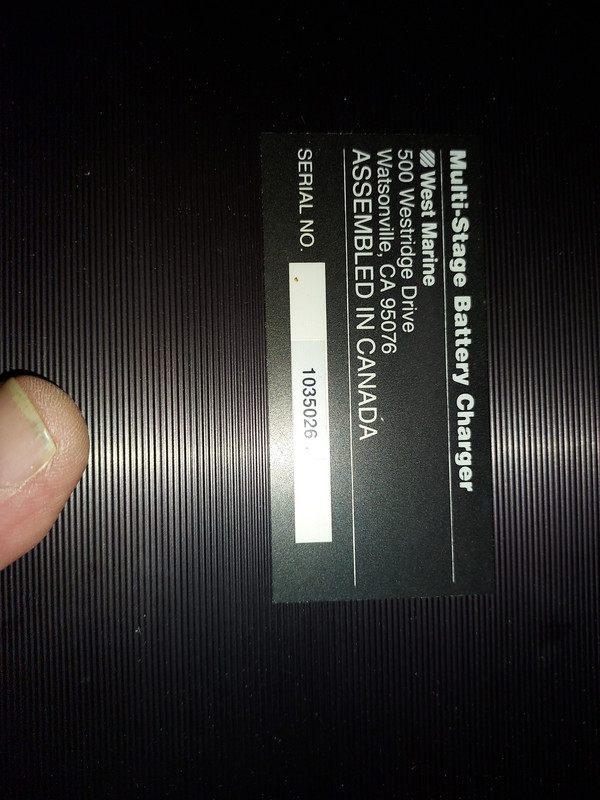 Multi-Stage Battery Charger
West Marine
500 Westridge Drive
Watsonville, CA 95076
ASSEMBLED IN CANADA
SERIAL NO. 1035026